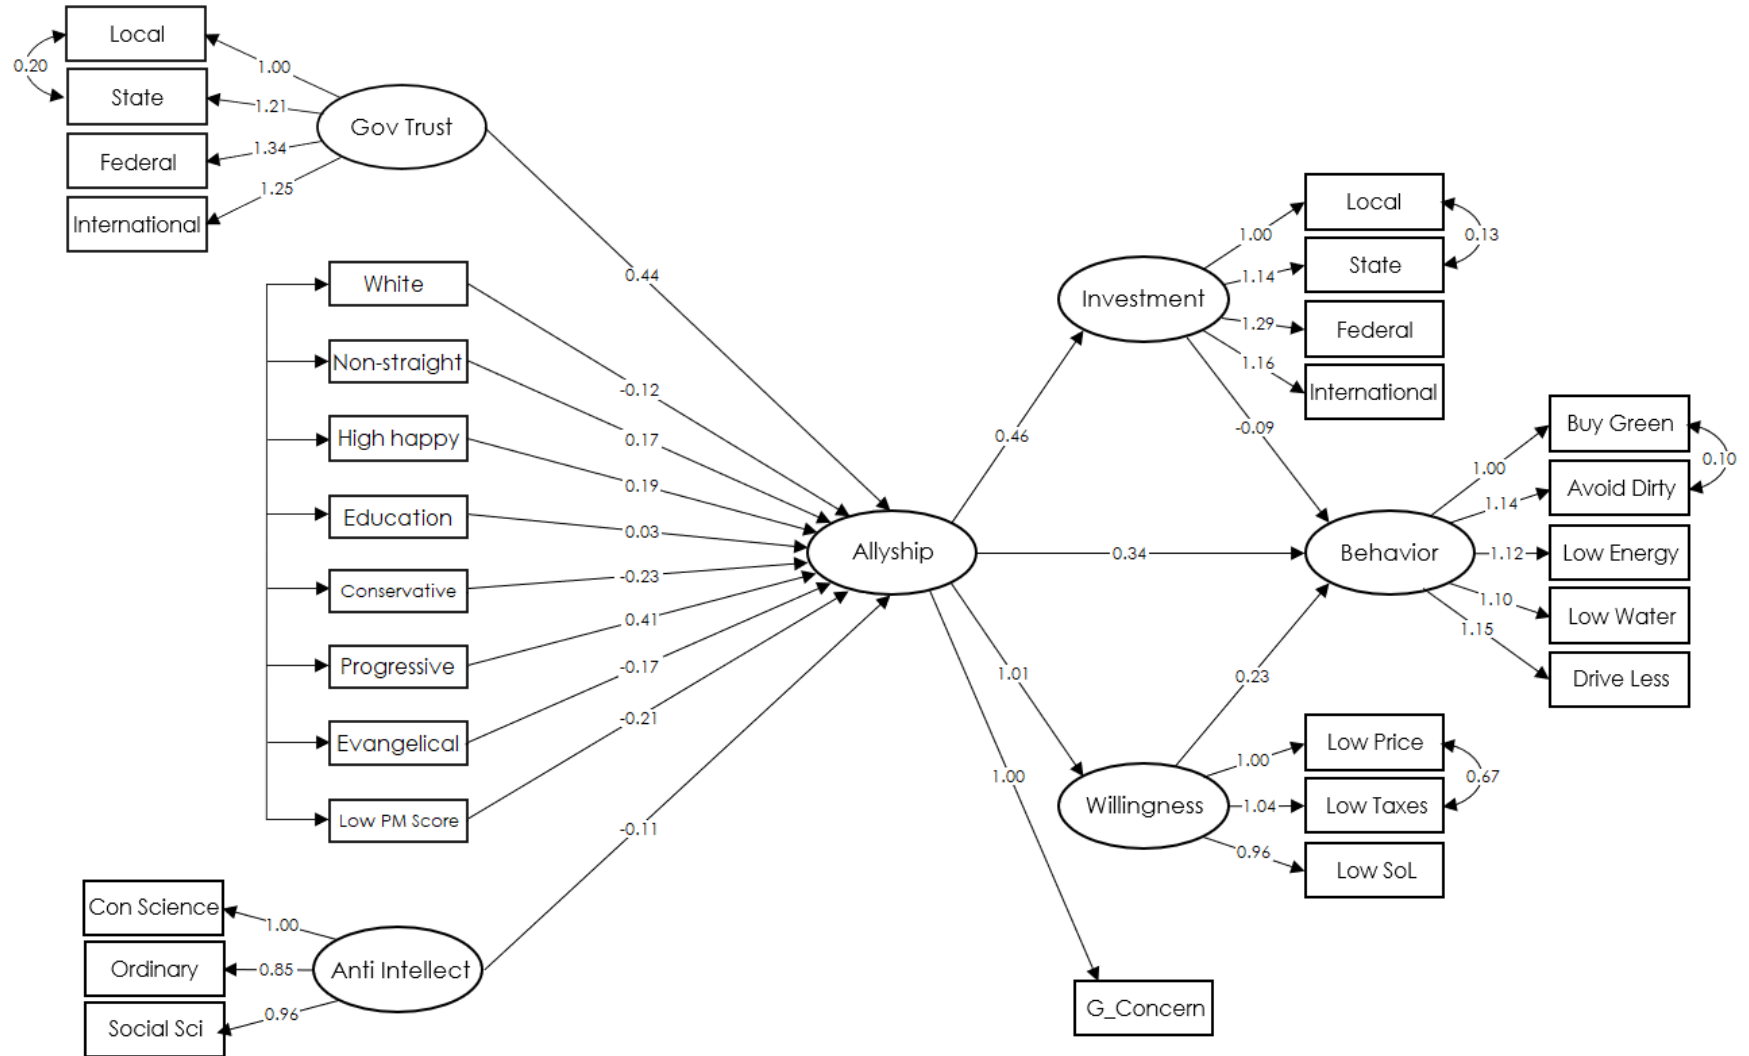 Local
0.20
1.00
State
1.21
Gov Trust
Federal
1.34
International
1.25
0.44
White
-0.12
Non-straight
0.17
High happy
0.19
Education
0.03
Conservative
-0.23
Progressive
0.41
Evangelical
-0.17
Low PM Score
-0.21
-0.11
Con Science
1.00
Ordinary
0.85
Anti Intellect
Social Sci
0.96
Allyship
0.46
0.34
1.01
1.00
G_Concern
Investment
1.00
Local
0.13
1.14
State
1.29
Federal
1.16
International
-0.09
Behavior
1.00
Buy Green
0.10
1.14
Avoid Dirty
1.12
Low Energy
1.10
Low Water
1.15
Drive Less
0.23
Willingness
1.00
Low Price
0.67
1.04
Low Taxes
0.96
Low SoL